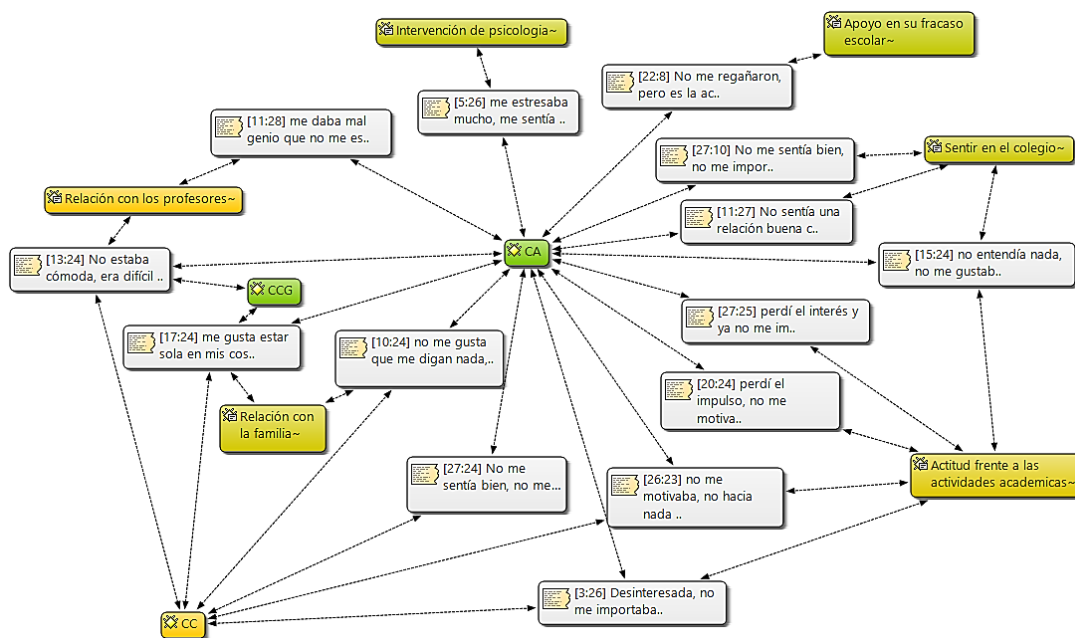 Intervención de psicologia~
Apoyo en su fracaso
escolar~
[22:8] No me regañaron,
pero es la ac..
[5:26] me estresaba
mucho, me sentía ..
[11:28] me daba mal
genio que no me es..
[27:10] No me sentía bien,
no me impor..
Sentir en el colegio~
Relación con los profesores~
[11:27] No sentía una
relación buena c..
[13:24] No estaba
cómoda, era difícil ..
CA
[15:24] no entendía nada,
no me gustab..
CCG
[27:25] perdí el interés y
ya no me im..
[17:24] me gusta estar
sola en mis cos..
[10:24] no me gusta
que me digan nada,..
[20:24] perdí el
impulso, no me
motiva..
Relación con
la familia~
[27:24] No me
sentía bien, no me...
[26:23] no me
motivaba, no hacia
nada ..
Actitud frente a las
actividades academicas~
[3:26] Desinteresada, no
me importaba..
CC